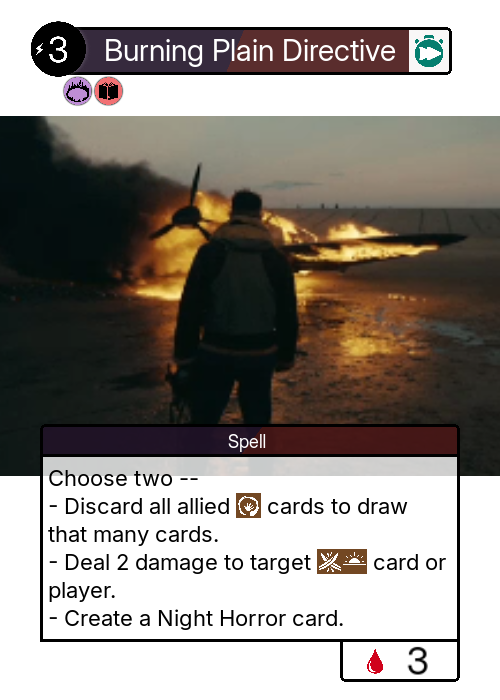 3 Burning Plain Directive
Spell
Choose two --
- Discard all allied cards to draw
that many cards.
- Deal 2 damage to target card or
player.
- Create a Night Horror card.
3